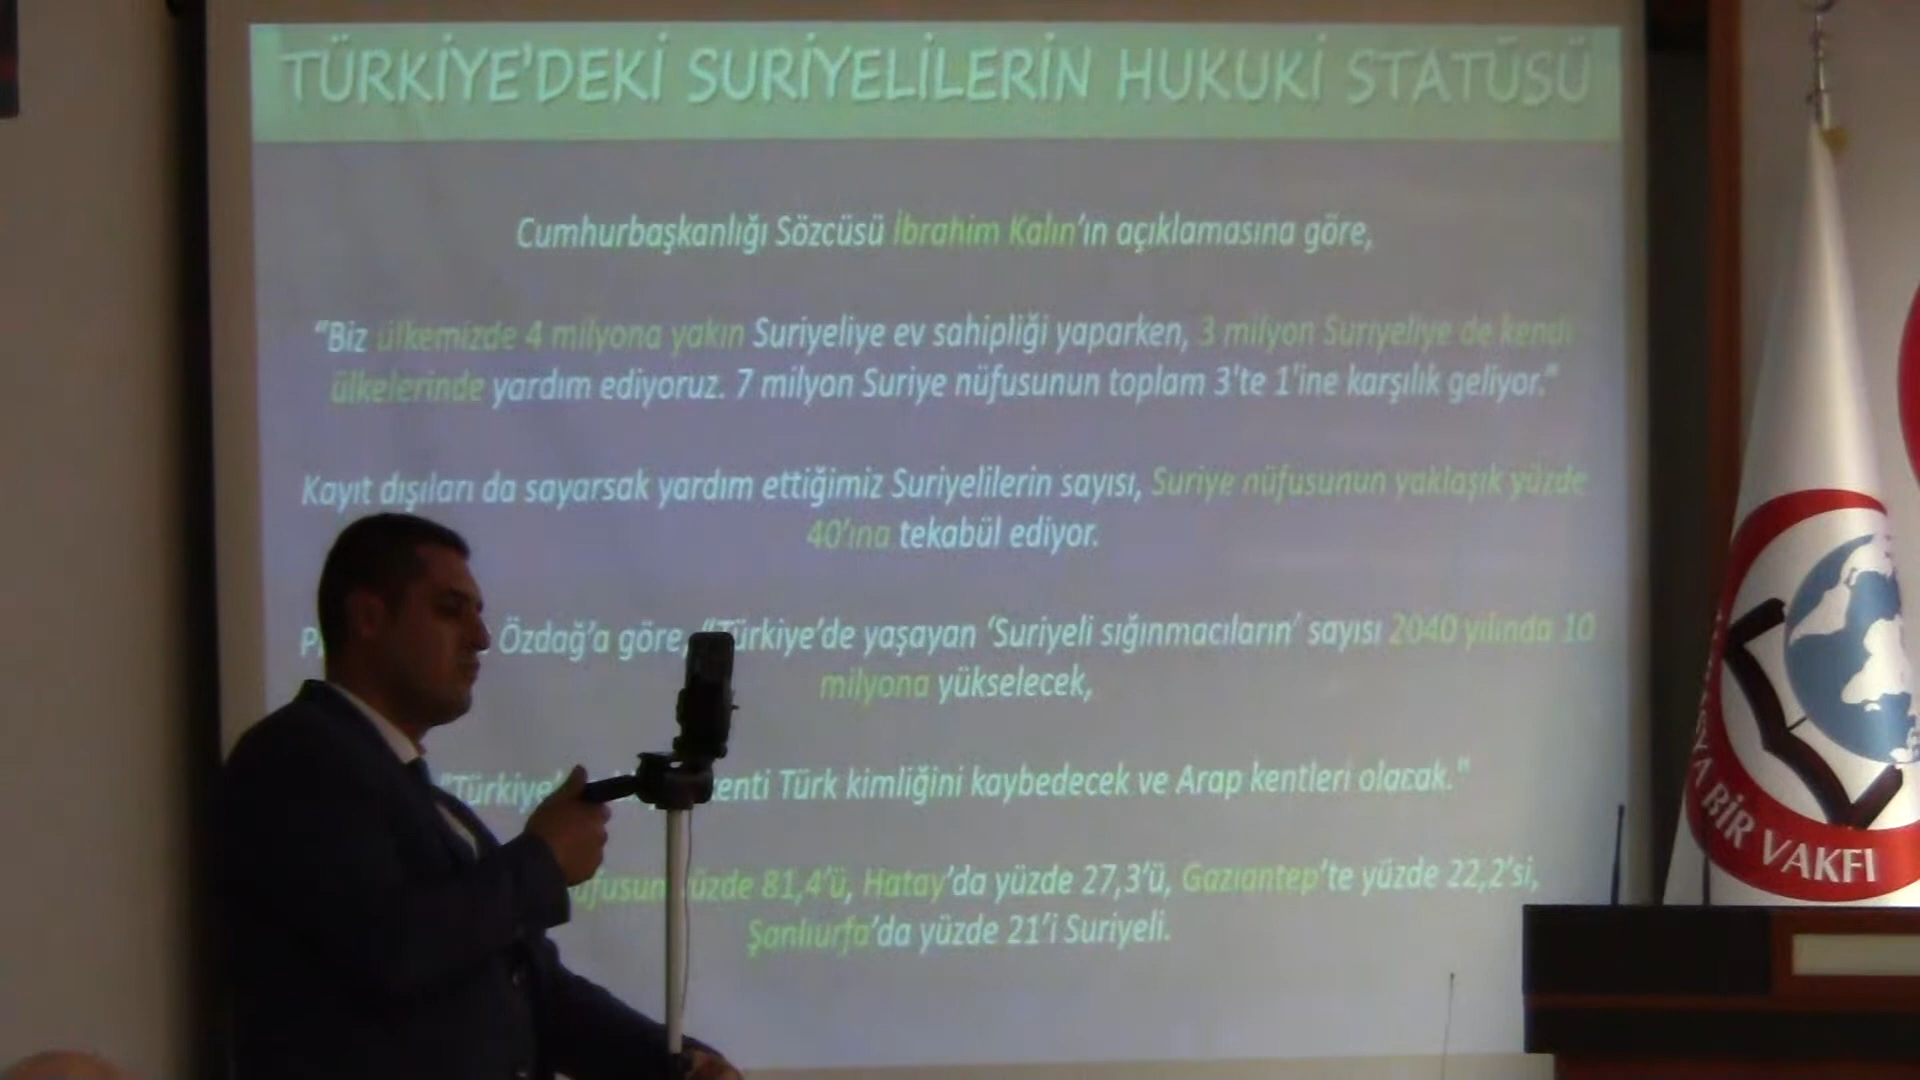 TÜRKİYE'DEKİ SURİYELİLERİN HUKUKİ STATÜSÜ
Cumhurbaşkanlığı Sözcüsü İbrahim Kalın'ın açıklamasına göre,
"Biz ülkemizde 4 milyona yakın Suriyeliye ev sahipliği yaparken, 3 milyon Suriyeliye de kendi
ülkelerinde yardım ediyoruz. 7 milyon Suriye nüfusunun toplam 3'te 1'ine karşılık geliyor."
Kayıt dışıları da sayarsak yardım ettiğimiz Suriyelilerin sayısı, Suriye nüfusunun yaklaşık yüzde
40'ına tekabül ediyor.
Özdağ'a göre, "Türkiye'de yaşayan 'Suriyeli sığınmacıların' sayısı 2040 yılında 10
milyona yükselecek,
Türk kimliğini kaybedecek ve Arap kentleri olacak."
yüzde 81,4'ü, Hatay'da yüzde 27,3'ü, Gaziantep'te yüzde 22,2'si,
Şanlıurfa'da yüzde 21'i Suriyeli.
BİR VAKFI